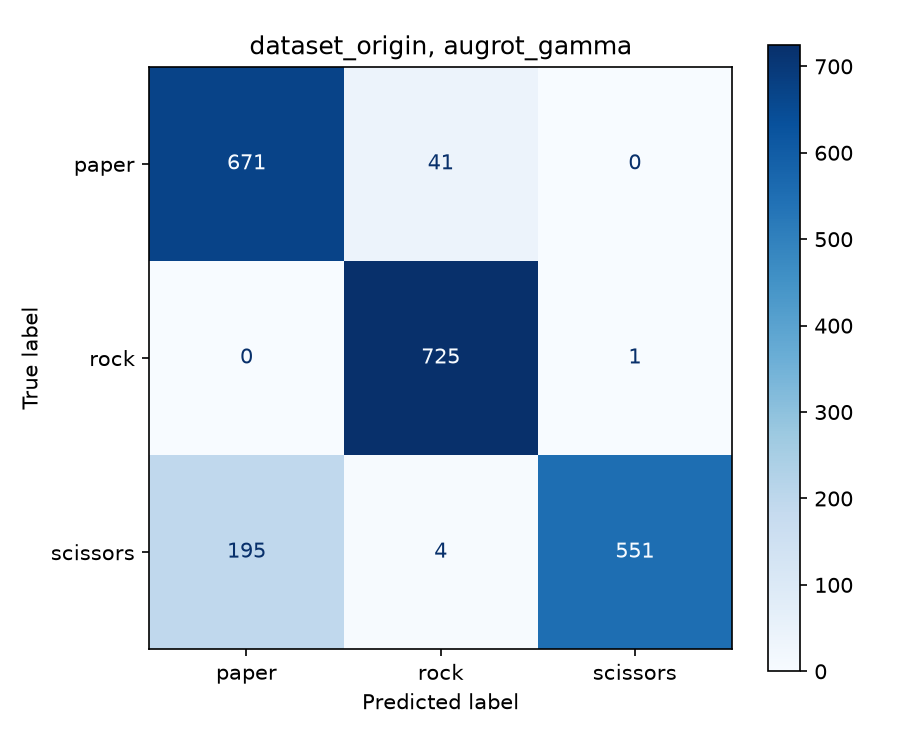 dataset_origin, augrot_gamma
paper
671
41
0
rock
0
725
1
scissors
195
4
551
paper
rock
scissors
Predicted label
True label
700
600
500
400
300
200
100
0